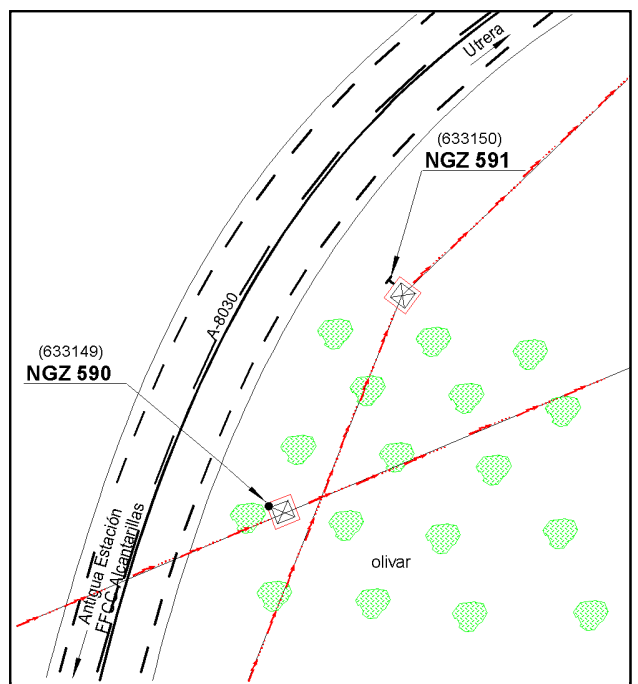 Utrera
(633150)
NGZ 591
A-8030
(633149)
NGZ 590
Antigua Estación
FFCC Alcantarillas
olivar